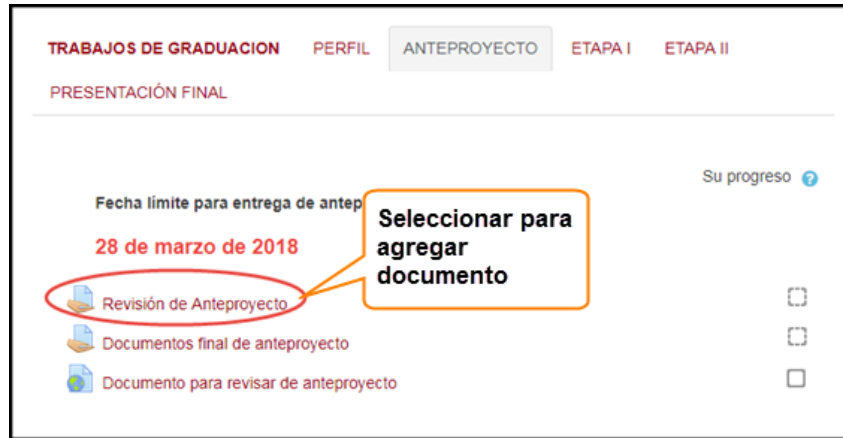 TRABAJOS DE GRADUACION PERFIL ANTEPROYECTO ETAPA I ETAPA II
PRESENTACIÓN FINAL
Su progreso
Fecha límite para entrega de antep
28 de marzo de 2018
Seleccionar para
agregar
documento
Revisión de Anteproyecto
Documentos final de anteproyecto
Documento para revisar de anteproyecto